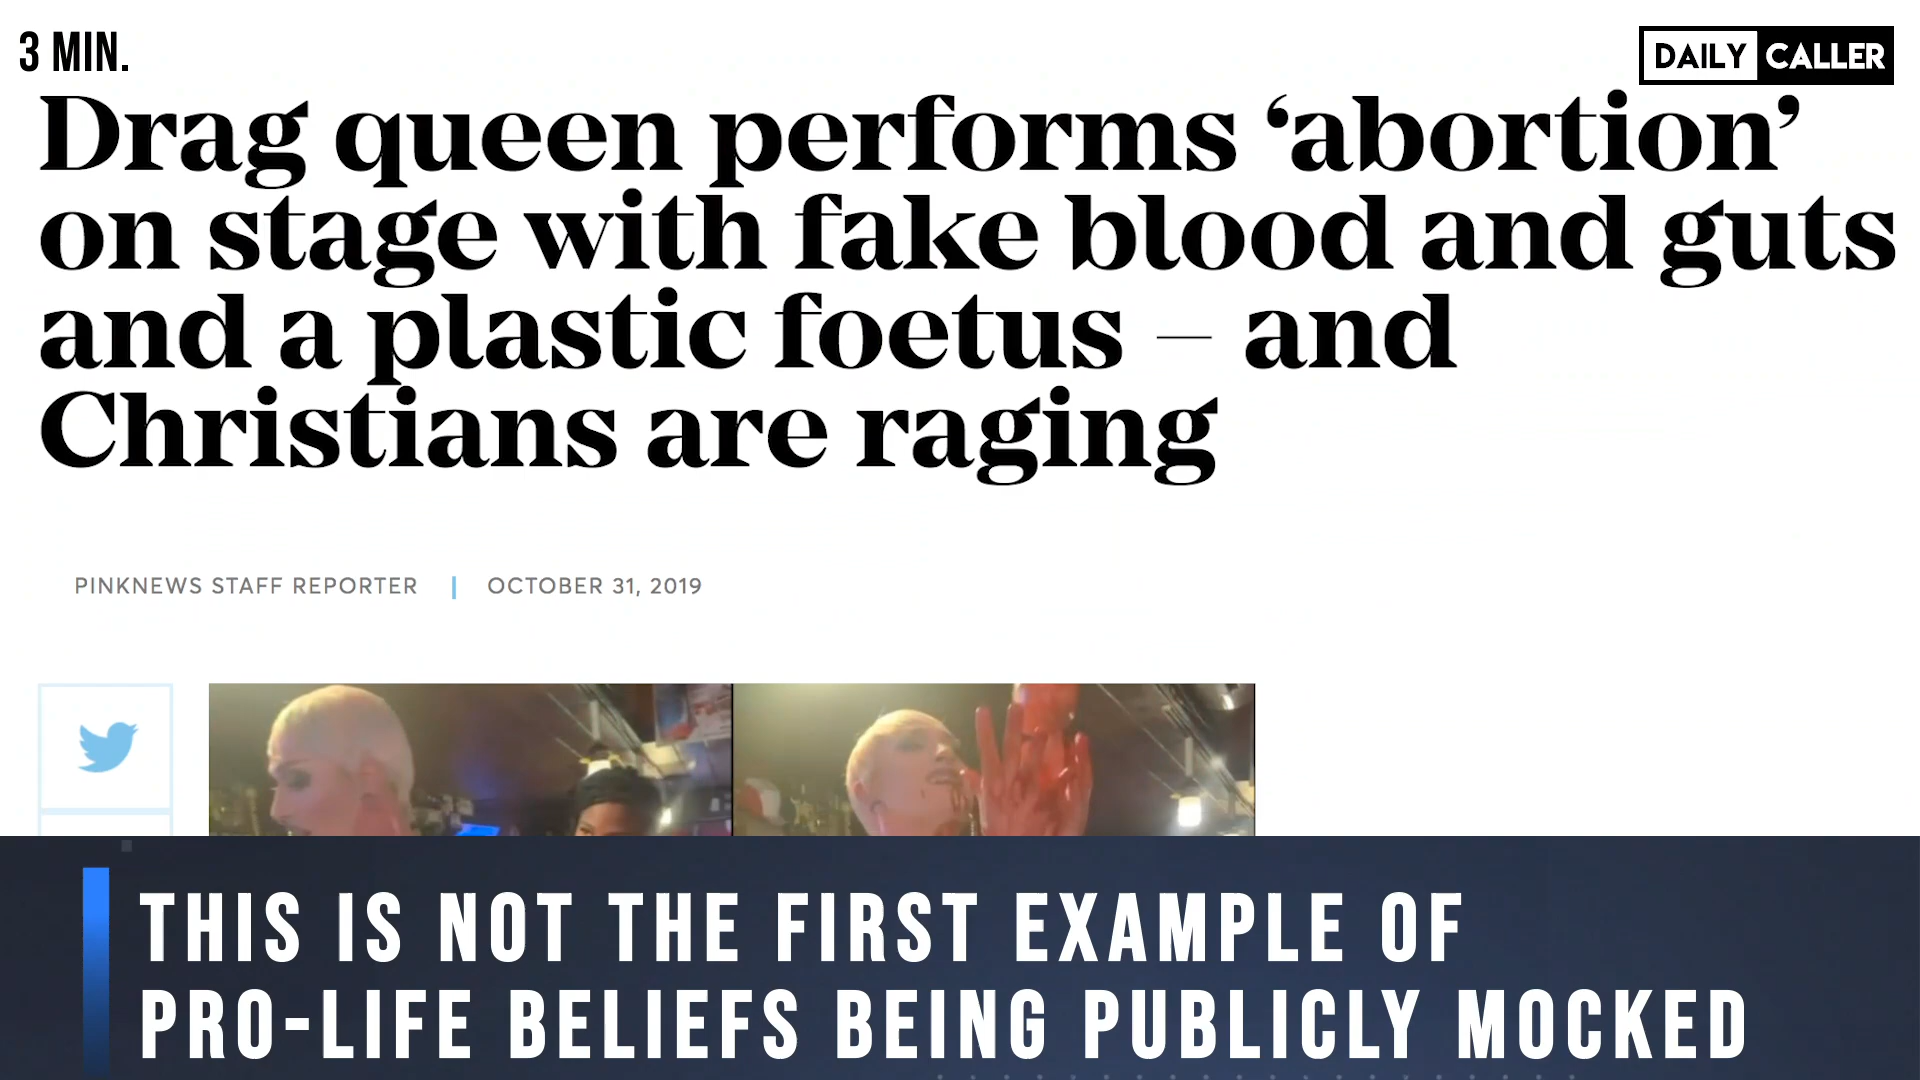 3 MIN.
DAILY CALLER
Drag queen performs ‘abortion’
on stage with fake blood and guts
and a plastic foetus – and
Christians are raging
PINKNEWS STAFF REPORTER | OCTOBER 31, 2019
THIS IS NOT THE FIRST EXAMPLE OF
PRO-LIFE BELIEFS BEING PUBLICLY MOCKED